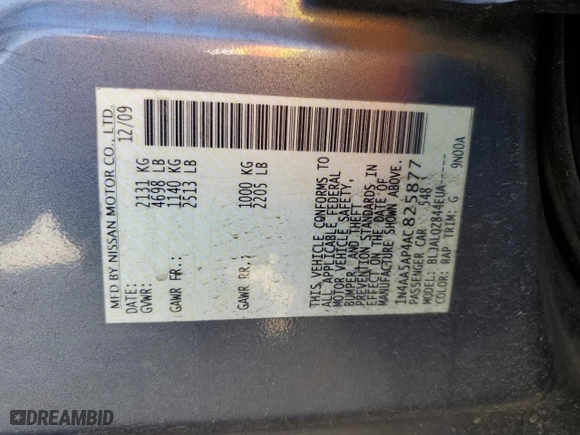 MFD BY NISSAN MOTOR CO., LTD.
DATE: 12/09
GVWR: 2131 KG
4698 LB
GAWR FR.: 1140 KG
2513 LB
GAWR RR.: 1000 KG
2205 LB
THIS VEHICLE CONFORMS TO
ALL APPLICABLE FEDERAL
MOTOR VEHICLE SAFETY,
BUMPER, AND THEFT
PREVENTION STANDARDS IN
EFFECT ON THE DATE OF
MANUFACTURE SHOWN ABOVE.
1N4AA5AP4AC825877
PASSENGER CAR 548
MODEL: BLJALQZ844EUA-----
COLOR: RAP TRIM: G 9N00A
DREAMBID